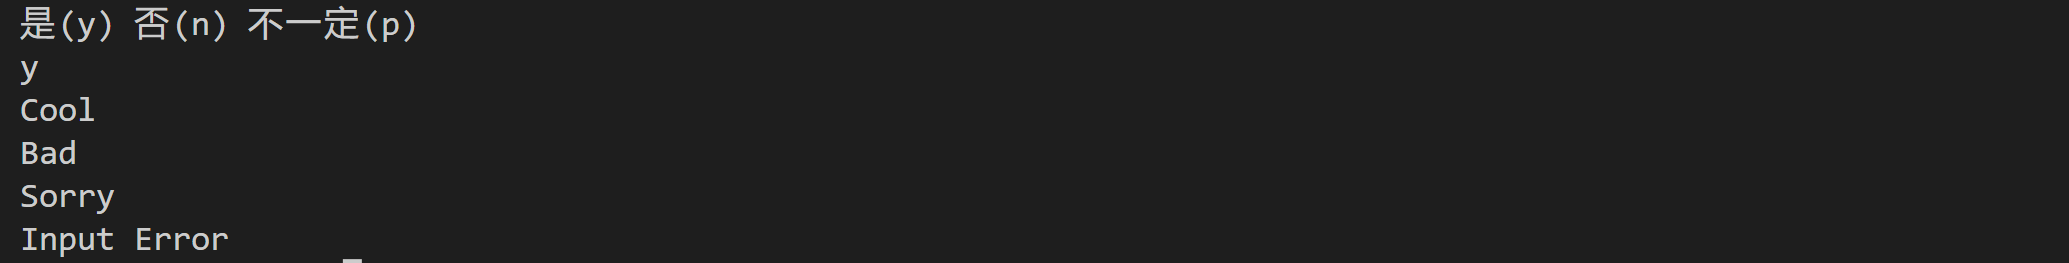 是(y) 否(n) 不一定(p)
y
Cool
Bad
Sorry
Input Error